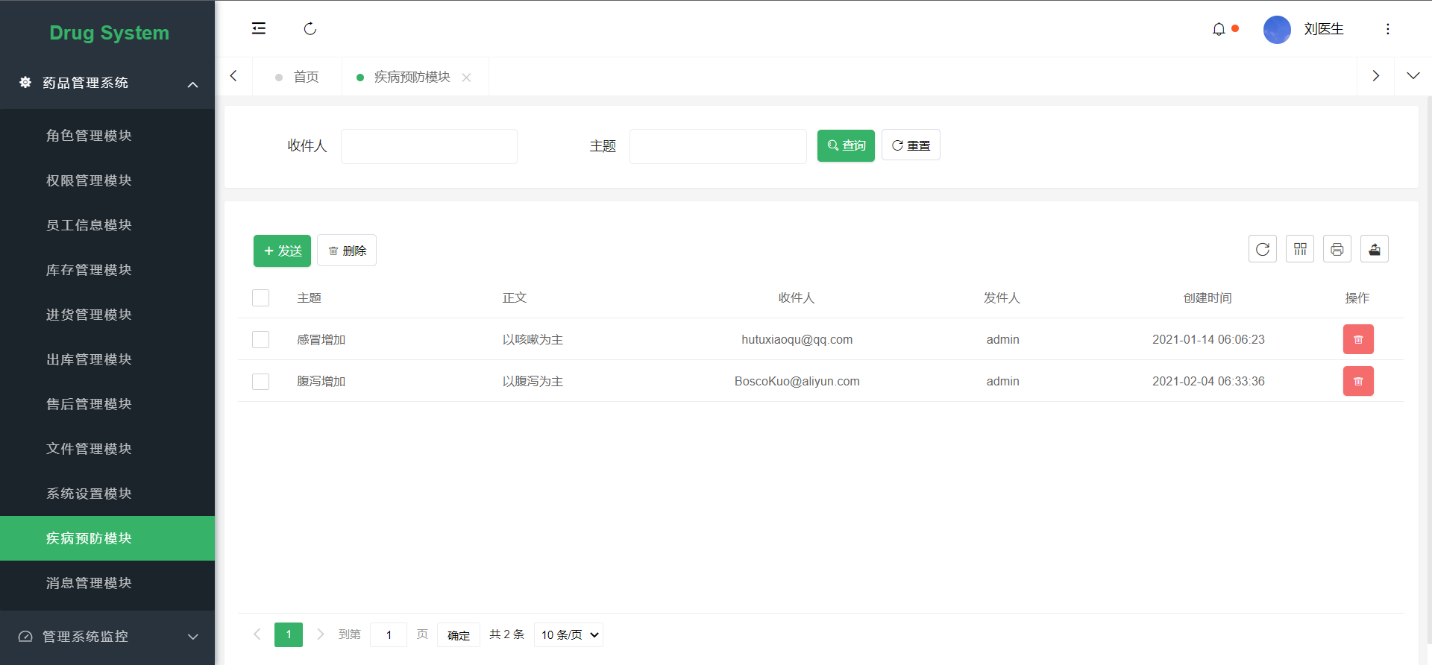 Drug System
药品管理系统
角色管理模块
权限管理模块
员工信息模块
库存管理模块
进货管理模块
出库管理模块
售后管理模块
文件管理模块
系统设置模块
疾病预防模块
消息管理模块
管理系统监控
刘医生
首页 疾病预防模块
收件人 主题 查询 重置
发送 删除
主题 正文 收件人 发件人 创建时间 操作
感冒增加 以咳嗽为主 hutuxiaoqu@qq.com admin 2021-01-14 06:06:23
腹泻增加 以腹泻为主 BoscoKuo@aliyun.com admin 2021-02-04 06:33:36
1 到第 1 页 确定 共 2 条 10 条/页